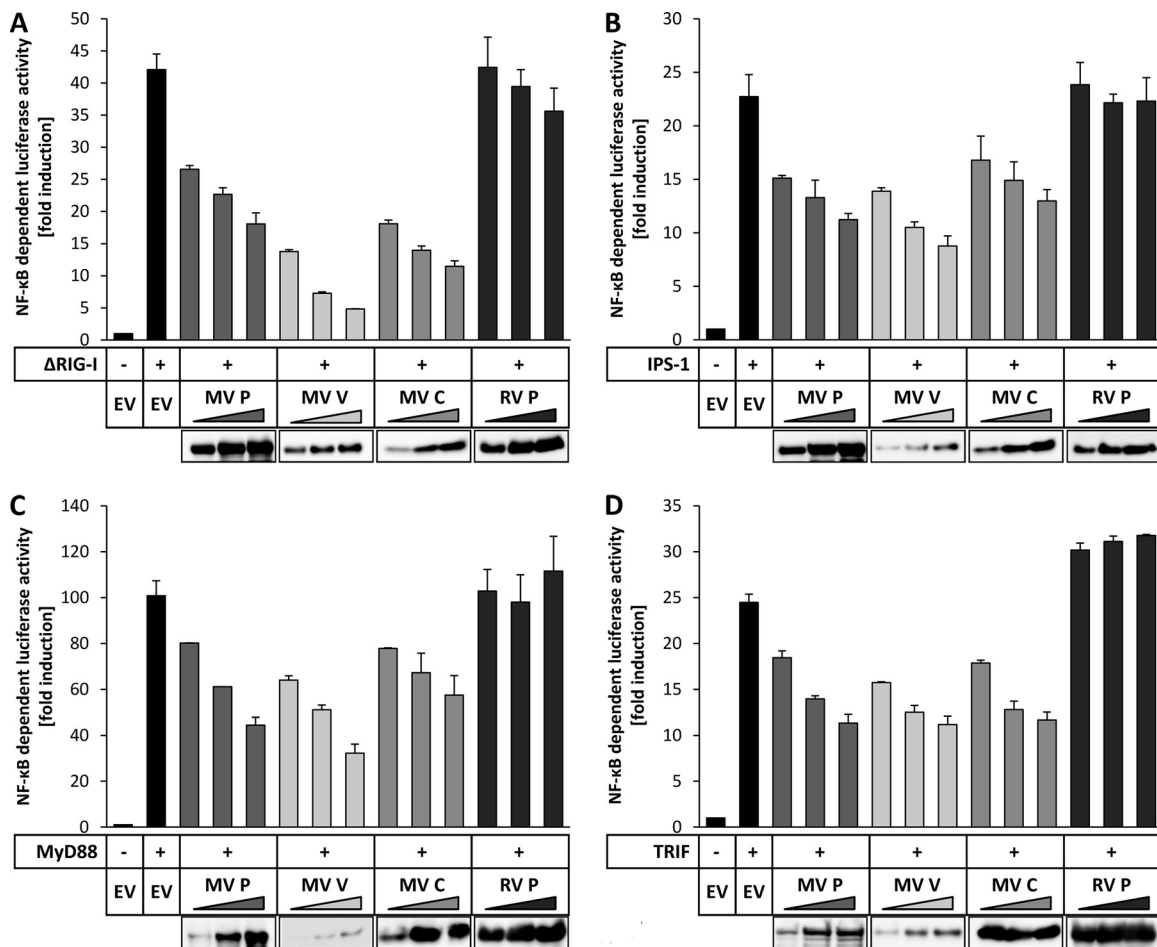 A
NF-κB dependent luciferase activity
[fold induction]
50
45
40
35
30
25
20
15
10
5
0
ΔRIG-I - + + + + +
EV EV MV P MV V MV C RV P
B
NF-κB dependent luciferase activity
[fold induction]
30
25
20
15
10
5
0
IPS-1 - + + + + +
EV EV MV P MV V MV C RV P
C
NF-κB dependent luciferase activity
[fold induction]
140
120
100
80
60
40
20
0
MyD88 - + + + + +
EV EV MV P MV V MV C RV P
D
NF-κB dependent luciferase activity
[fold induction]
35
30
25
20
15
10
5
0
TRIF - + + + + +
EV EV MV P MV V MV C RV P